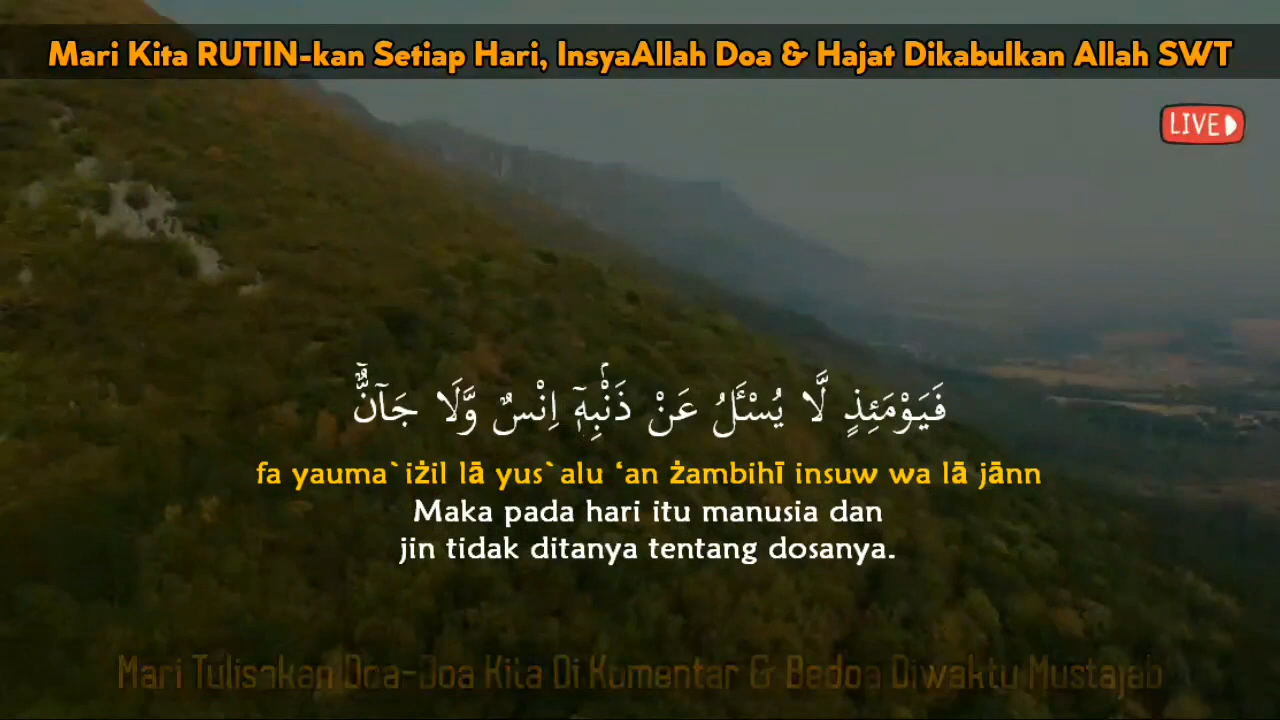 Mari Kita RUTIN-kan Setiap Hari, InsyaAllah Doa & Hajat Dikabulkan Allah SWT
LIVE
فَيَوْمَئِذٍ لَّا يُسْـَٔلُ عَنْ ذَنْۢبِهٖٓ اِنْسٌ وَّلَا جَاۤنٌّۚ
fa yauma`iżil lā yus`alu ‘an żambihī insuw wa lā jānn
Maka pada hari itu manusia dan
jin tidak ditanya tentang dosanya.
Mari Tuliskan Doa-Doa Kita Di Komentar & Bedoa Diwaktu Mustajab